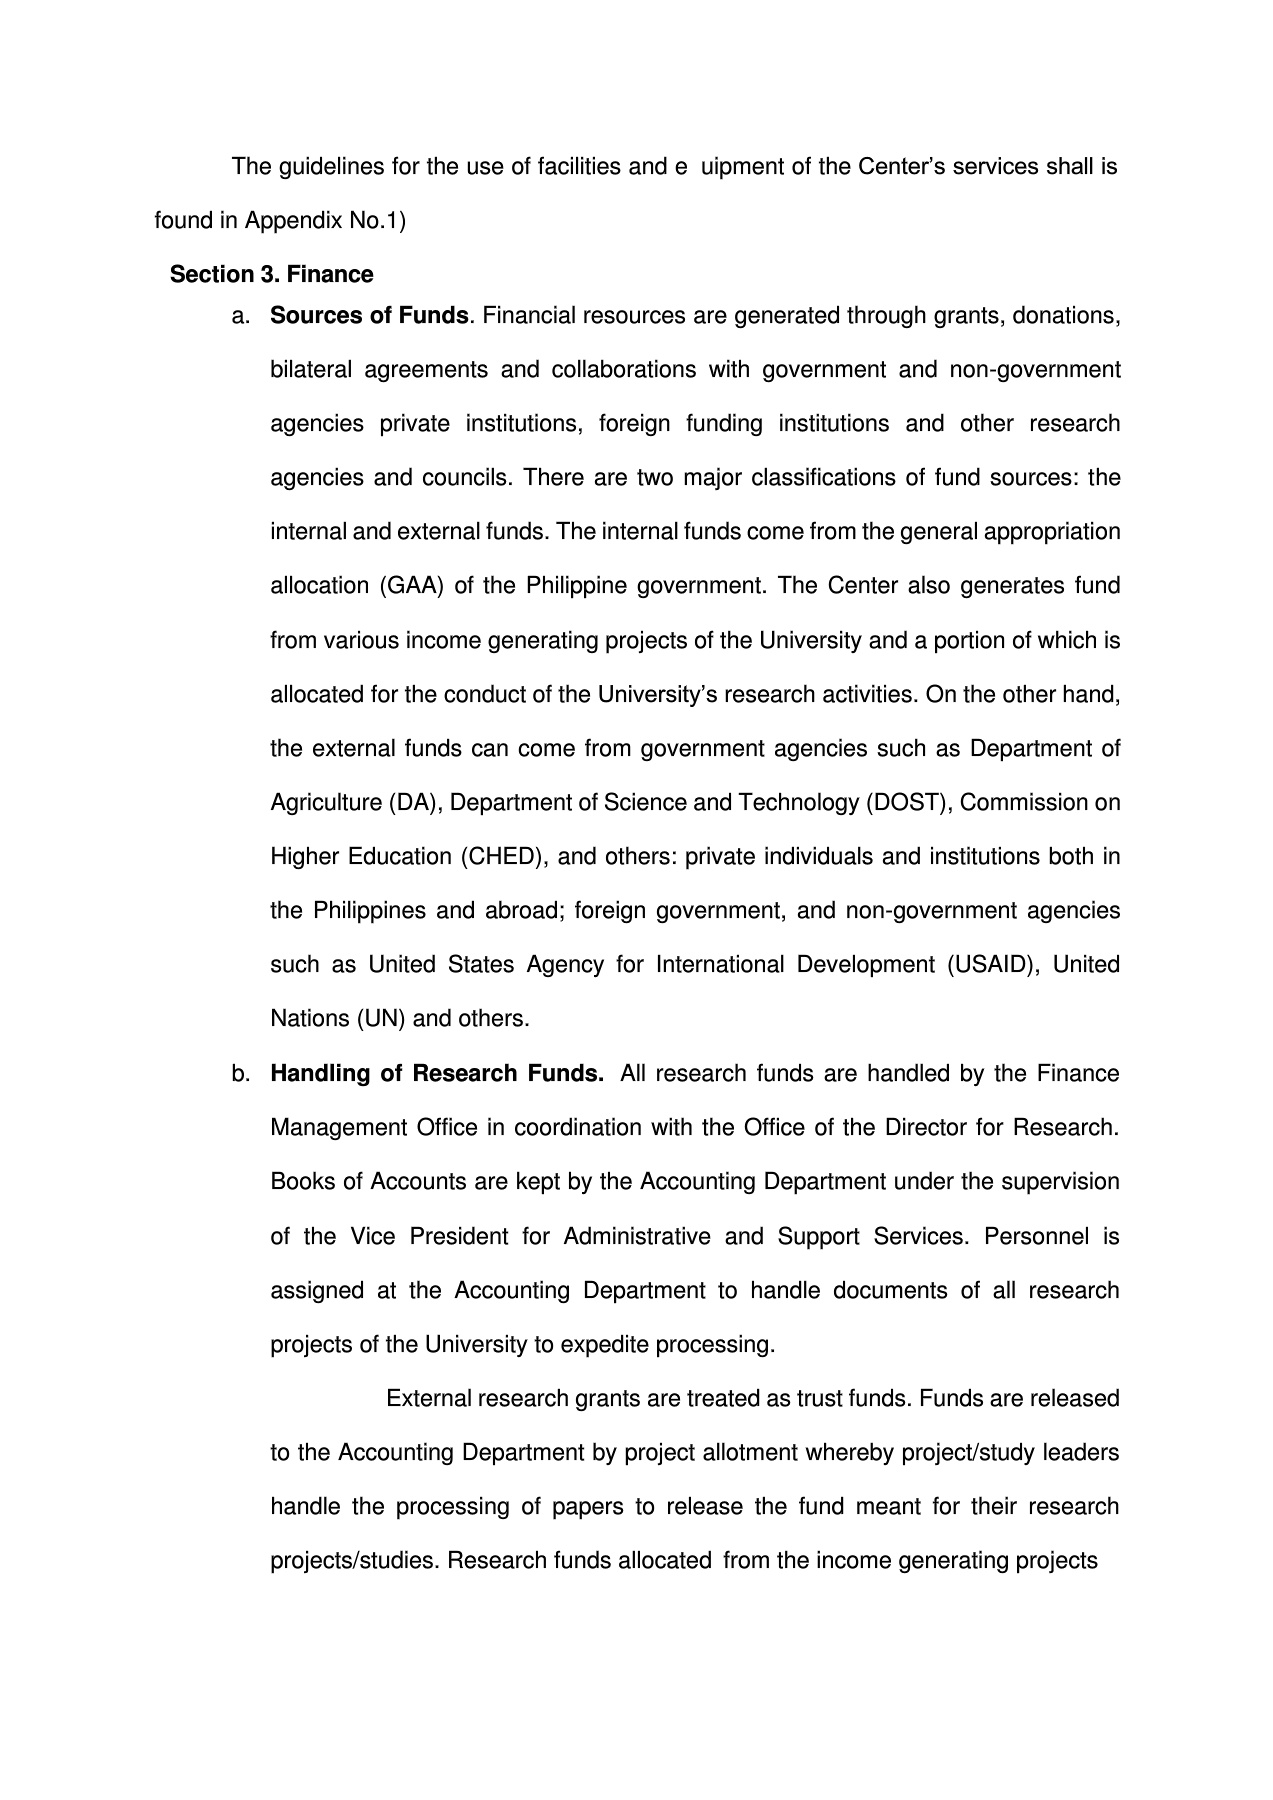 The guidelines for the use of facilities and e uipment of the Center’s services shall is
found in Appendix No.1)
Section 3. Finance
a. Sources of Funds. Financial resources are generated through grants, donations,
bilateral agreements and collaborations with government and non-government
agencies private institutions, foreign funding institutions and other research
agencies and councils. There are two major classifications of fund sources: the
internal and external funds. The internal funds come from the general appropriation
allocation (GAA) of the Philippine government. The Center also generates fund
from various income generating projects of the University and a portion of which is
allocated for the conduct of the University’s research activities. On the other hand,
the external funds can come from government agencies such as Department of
Agriculture (DA), Department of Science and Technology (DOST), Commission on
Higher Education (CHED), and others: private individuals and institutions both in
the Philippines and abroad; foreign government, and non-government agencies
such as United States Agency for International Development (USAID), United
Nations (UN) and others.
b. Handling of Research Funds. All research funds are handled by the Finance
Management Office in coordination with the Office of the Director for Research.
Books of Accounts are kept by the Accounting Department under the supervision
of the Vice President for Administrative and Support Services. Personnel is
assigned at the Accounting Department to handle documents of all research
projects of the University to expedite processing.
External research grants are treated as trust funds. Funds are released
to the Accounting Department by project allotment whereby project/study leaders
handle the processing of papers to release the fund meant for their research
projects/studies. Research funds allocated from the income generating projects